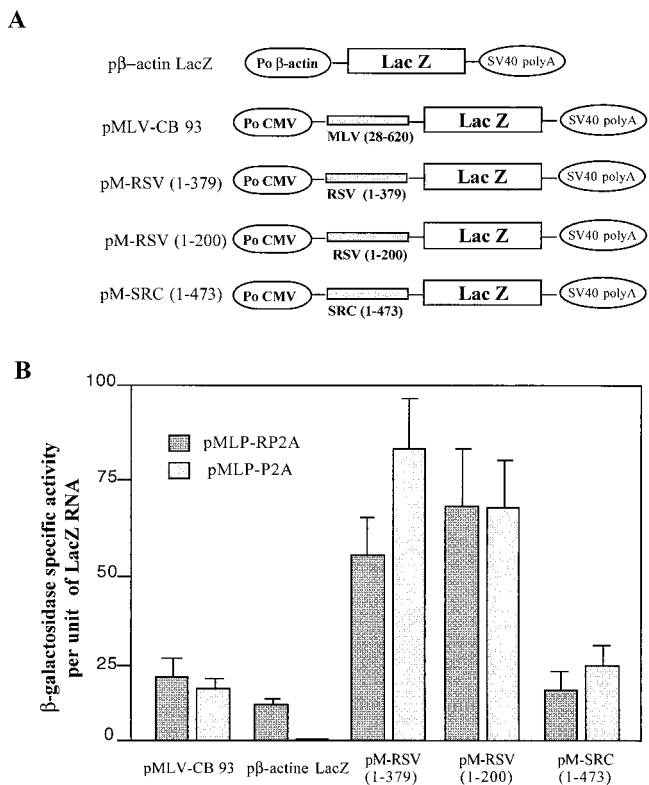 A
pβ–actin LacZ
Po β-actin
Lac Z
SV40 polyA
pMLV-CB 93
Po CMV
MLV (28-620)
Lac Z
SV40 polyA
pM-RSV (1-379)
Po CMV
RSV (1-379)
Lac Z
SV40 polyA
pM-RSV (1-200)
Po CMV
RSV (1-200)
Lac Z
SV40 polyA
pM-SRC (1-473)
Po CMV
SRC (1-473)
Lac Z
SV40 polyA
B
β-galactosidase specific activity
per unit of LacZ RNA
100
75
50
25
0
pMLP-RP2A
pMLP-P2A
pMLV-CB 93
pβ-actine LacZ
pM-RSV
(1-379)
pM-RSV
(1-200)
pM-SRC
(1-473)